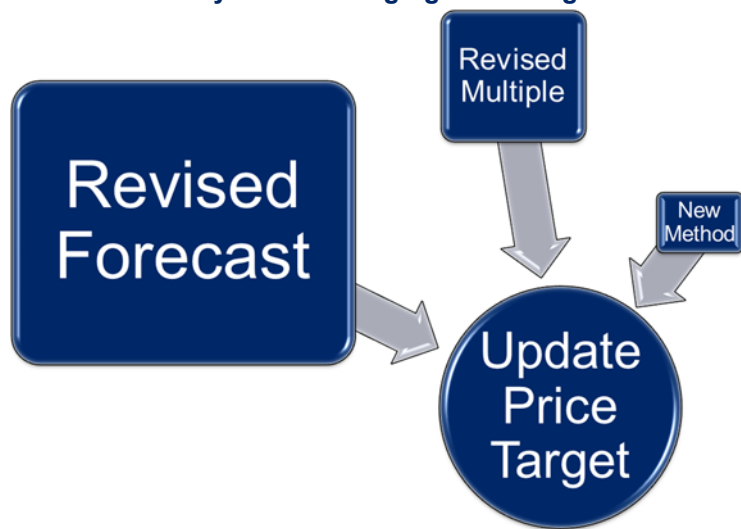 Revised
Multiple
Revised
Forecast
New
Method
Update
Price
Target